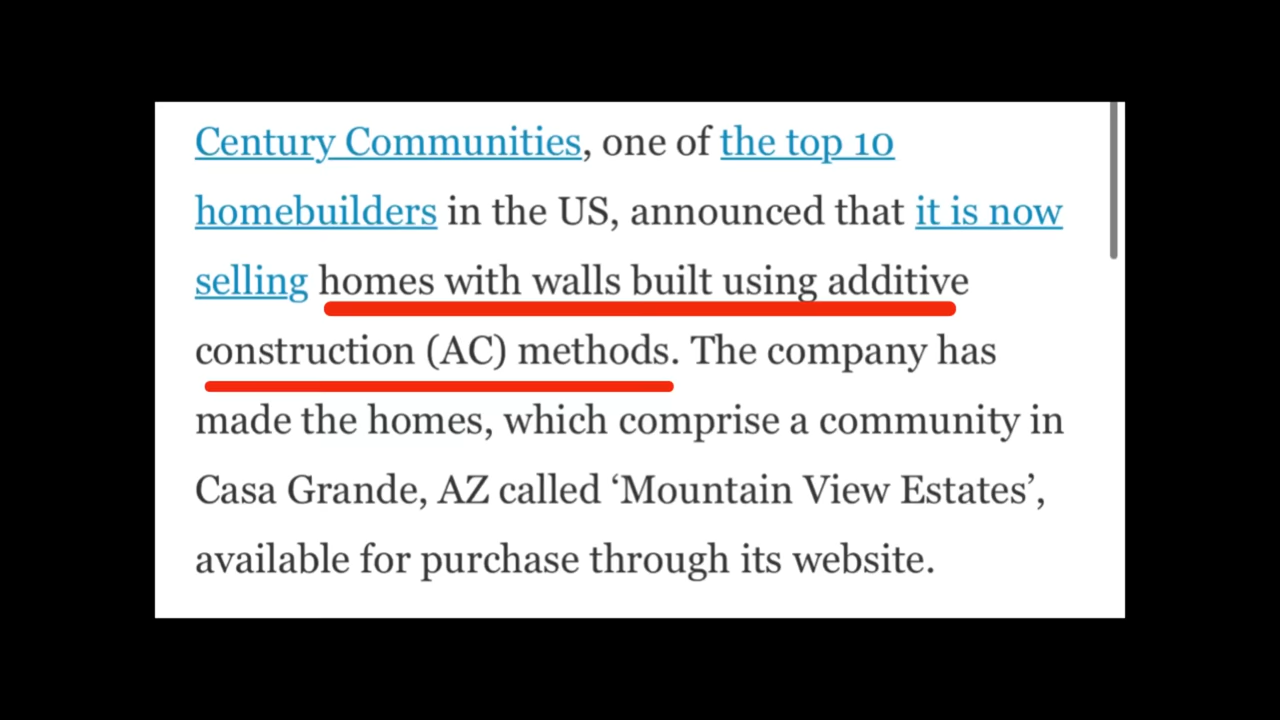 Century Communities, one of the top 10
homebuilders in the US, announced that it is now
selling homes with walls built using additive
construction (AC) methods. The company has
made the homes, which comprise a community in
Casa Grande, AZ called ‘Mountain View Estates’,
available for purchase through its website.